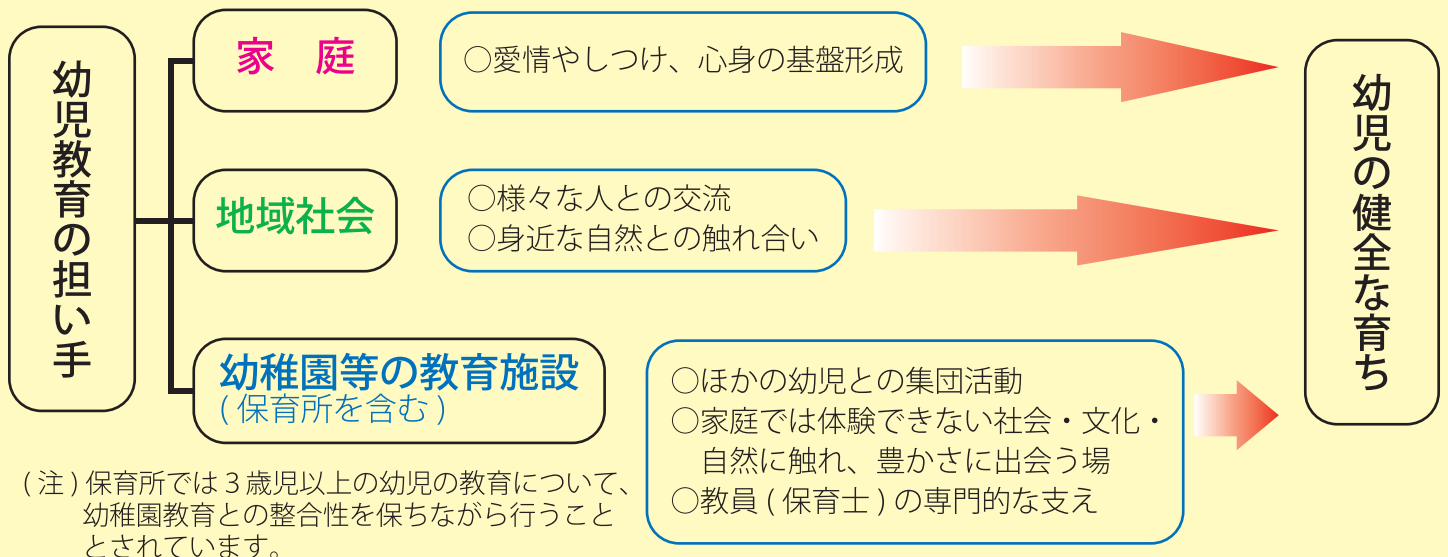 幼児教育の担い手
家　庭
○愛情やしつけ、心身の基盤形成
地域社会
○様々な人との交流
○身近な自然との触れ合い
幼稚園等の教育施設
(保育所を含む)
○ほかの幼児との集団活動
○家庭では体験できない社会・文化・
自然に触れ、豊かさに出会う場
○教員(保育士)の専門的な支え
幼児の健全な育ち
(注)保育所では3歳児以上の幼児の教育について、
幼稚園教育との整合性を保ちながら行うこと
とされています。